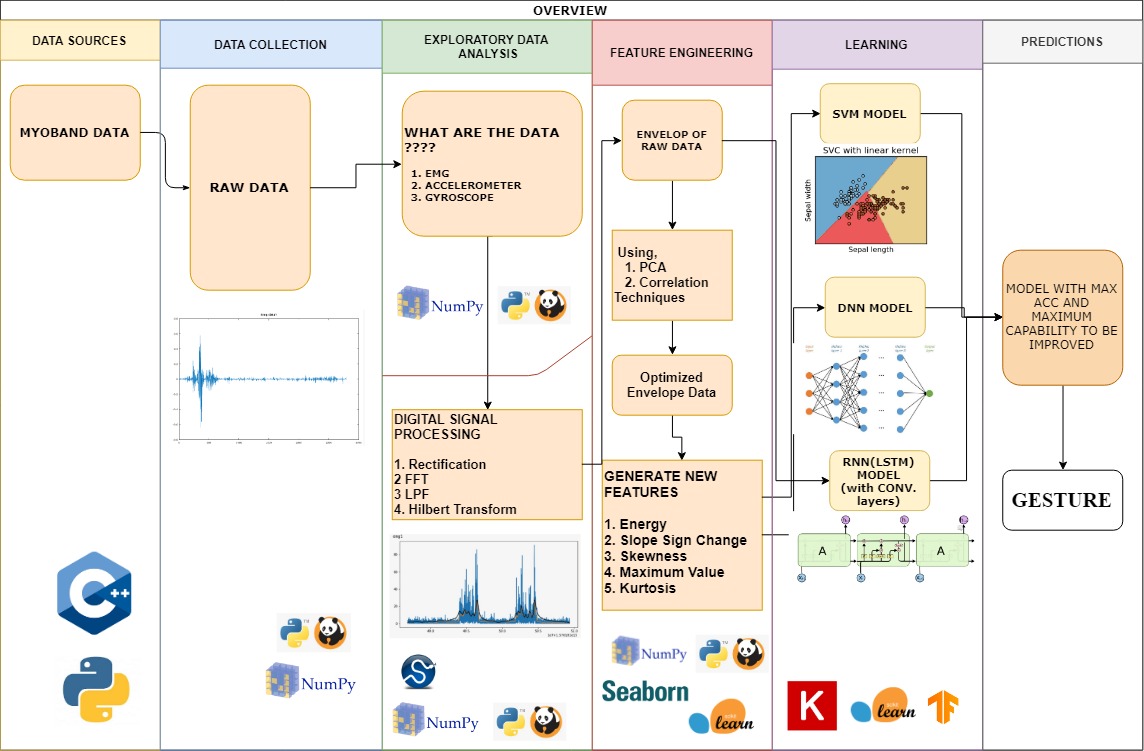 OVERVIEW
DATA SOURCES
DATA COLLECTION
EXPLORATORY DATA
ANALYSIS
FEATURE ENGINEERING
LEARNING
PREDICTIONS
MYOBAND DATA
RAW DATA
C
++
NumPy
WHAT ARE THE DATA
????
1. EMG
2. ACCELEROMETER
3. GYROSCOPE
NumPy
DIGITAL SIGNAL
PROCESSING
1. Rectification
2 FFT
3 LPF
4. Hilbert Transform
emg1
NumPy
ENVELOP OF
RAW DATA
Using,
1. PCA
2. Correlation
Techniques
Optimized
Envelope Data
GENERATE NEW
FEATURES
1. Energy
2. Slope Sign Change
3. Skewness
4. Maximum Value
5. Kurtosis
NumPy
Seaborn
learn
SVM MODEL
SVC with linear kernel
Sepal width
Sepal length
DNN MODEL
RNN(LSTM)
MODEL
(with CONV.
layers)
A
A
K
learn
MODEL WITH MAX
ACC AND
MAXIMUM
CAPABILITY TO BE
IMPROVED
GESTURE